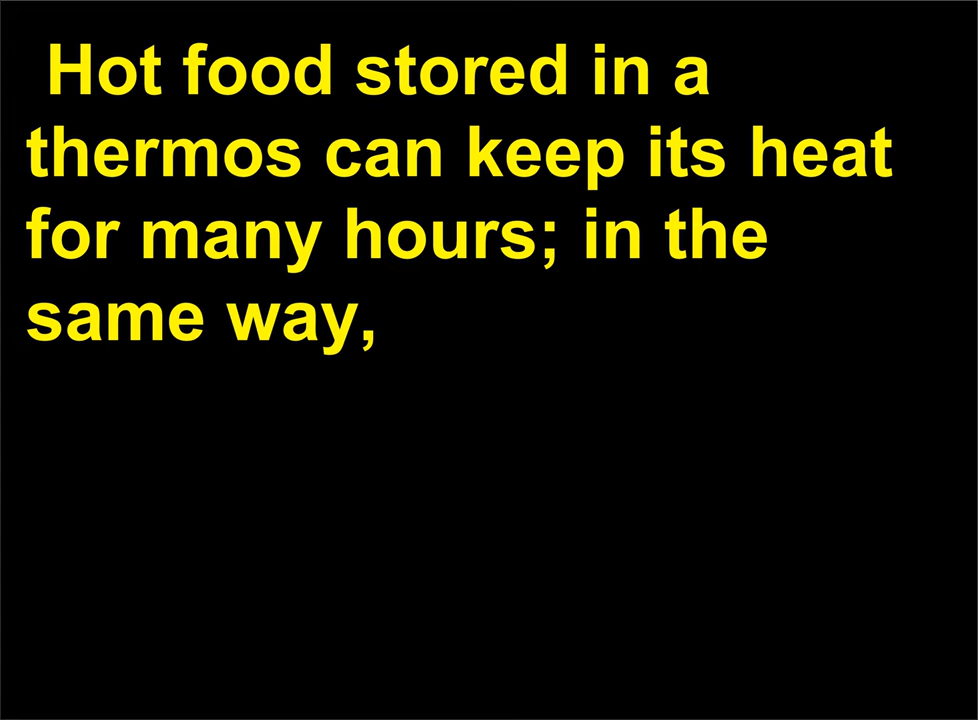 Hot food stored in a
thermos can keep its heat
for many hours; in the
same way,